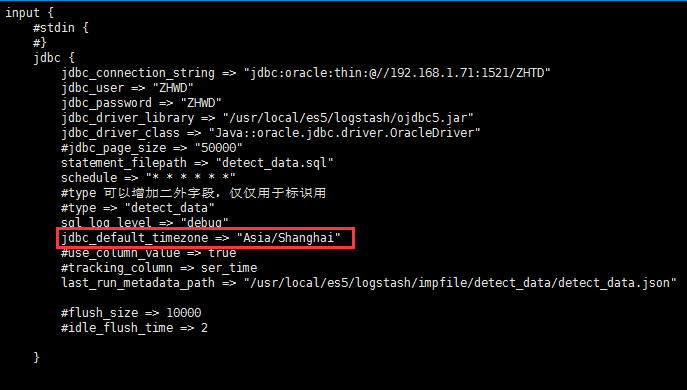 input {
    #stdin {
    #}
    jdbc {
        jdbc_connection_string => "jdbc:oracle:thin:@//192.168.1.71:1521/ZHTD"
        jdbc_user => "ZHWD"
        jdbc_password => "ZHWD"
        jdbc_driver_library => "/usr/local/es5/logstash/ojdbc5.jar"
        jdbc_driver_class => "Java::oracle.jdbc.driver.OracleDriver"
        #jdbc_page_size => "50000"
        statement_filepath => "detect_data.sql"
        schedule => "* * * * * *"
        #type 可以增加二外字段，仅仅用于标识用
        #type => "detect_data"
        sql_log_level => "debug"
        jdbc_default_timezone => "Asia/Shanghai"
        #use_column_value => true
        #tracking_column => ser_time
        last_run_metadata_path => "/usr/local/es5/logstash/impfile/detect_data/detect_data.json"
        #flush_size => 10000
        #idle_flush_time => 2
    }